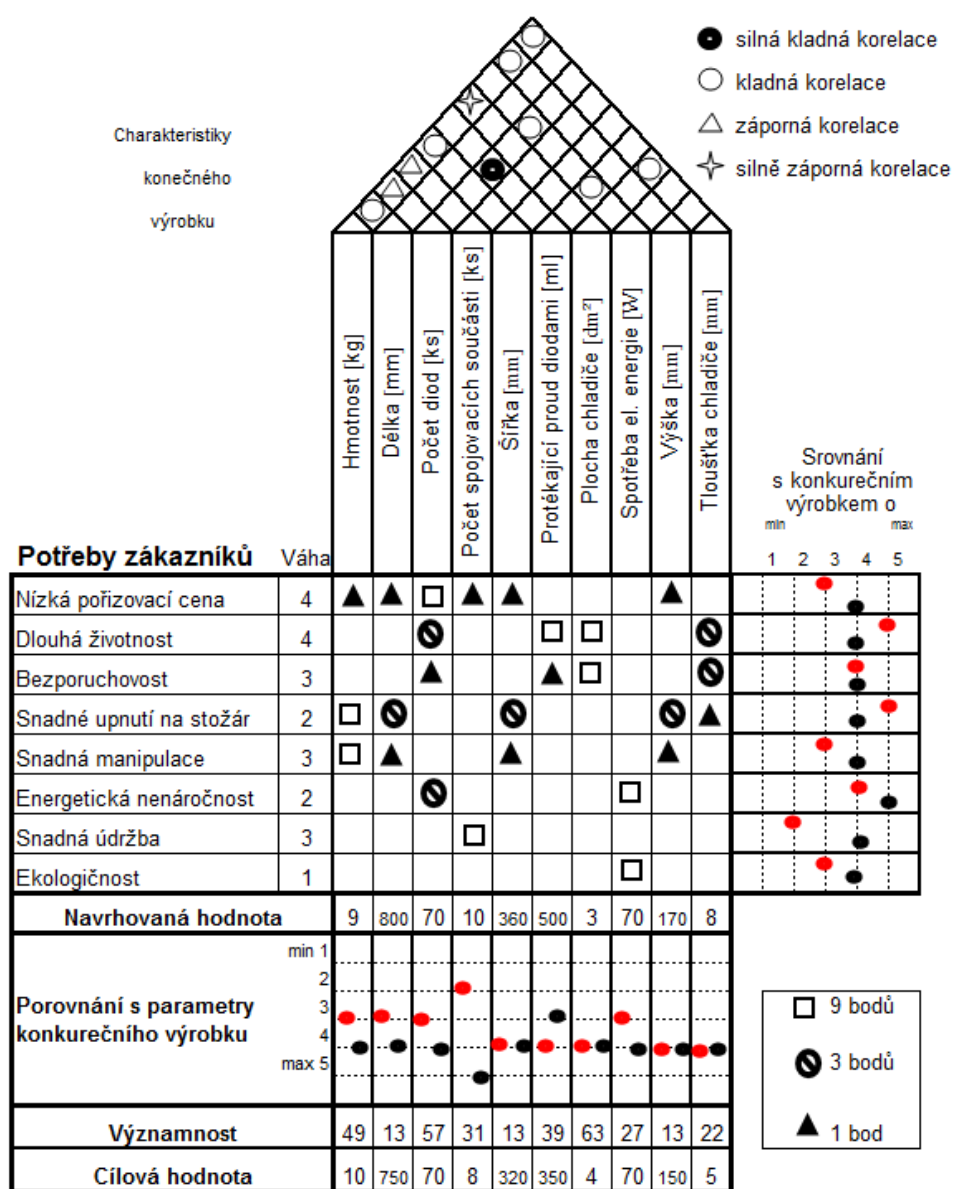 silná kladná korelace
kladná korelace
záporná korelace
silně záporná korelace
Charakteristiky
konečného
výrobku
Hmotnost [kg]
Délka [mm]
Počet diod [ks]
Počet spojovacích součásti [ks]
Šířka [mm]
Protékající proud diodami [ml]
Plocha chladiče [dm²]
Spotřeba el. energie [W]
Výška [mm]
Tloušťka chladiče [mm]
Srovnání
s konkurečním
výrobkem o
min max
Potřeby zákazníků Váha 1 2 3 4 5
Nízká pořizovací cena 4
Dlouhá životnost 4
Bezporuchovost 3
Snadné upnutí na stožár 2
Snadná manipulace 3
Energetická nenáročnost 2
Snadná údržba 3
Ekologičnost 1
Navrhovaná hodnota 9 800 70 10 360 500 3 70 170 8
min 1
2
3
4
max 5
Porovnání s parametry
konkurečního výrobku
9 bodů
3 bodů
1 bod
Významnost 49 13 57 31 13 39 63 27 13 22
Cílová hodnota 10 750 70 8 320 350 4 70 150 5